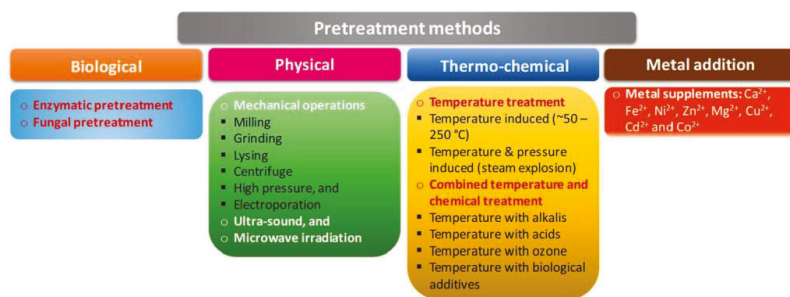 Pretreatment methods
Biological
Physical
Thermo-chemical
Metal addition
○ Enzymatic pretreatment
○ Fungal pretreatment
○ Mechanical operations
▪ Milling
▪ Grinding
▪ Lysing
▪ Centrifuge
▪ High pressure, and
▪ Electroporation
○ Ultra-sound, and
○ Microwave irradiation
○ Temperature treatment
▪ Temperature induced (~50 –
250 °C)
▪ Temperature & pressure
induced (steam explosion)
○ Combined temperature and
chemical treatment
▪ Temperature with alkalis
▪ Temperature with acids
▪ Temperature with ozone
▪ Temperature with biological
additives
○ Metal supplements: Ca²⁺,
Fe²⁺, Ni²⁺, Zn²⁺, Mg²⁺, Cu²⁺,
Cd²⁺ and Co²⁺